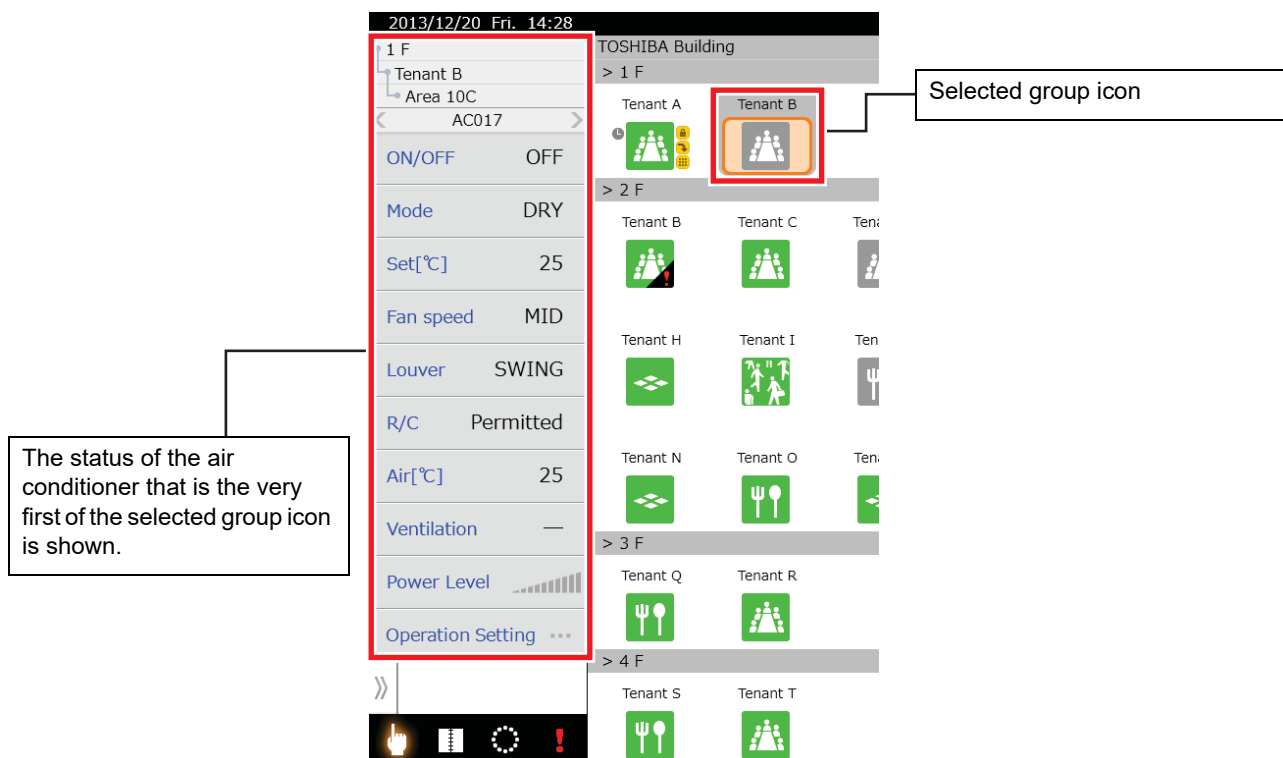 2013/12/20 Fri. 14:28
1 F
Tenant B
Area 10C
AC017
ON/OFF OFF
Mode DRY
Set[℃] 25
Fan speed MID
Louver SWING
R/C Permitted
Air[℃] 25
Ventilation —
Power Level
Operation Setting ...
TOSHIBA Building
> 1 F
Tenant A Tenant B
> 2 F
Tenant B Tenant C Tena
Tenant H Tenant I Ten
Tenant N Tenant O Tena
> 3 F
Tenant Q Tenant R
> 4 F
Tenant S Tenant T
Selected group icon
The status of the air
conditioner that is the very
first of the selected group icon
is shown.